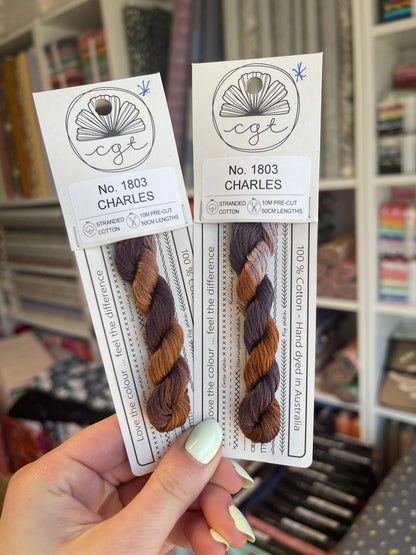 cgt
No. 1803
CHARLES
STRANDED
COTTON
10M PRE-CUT
50CM LENGTHS
Love the colour ... feel the difference
100 %
cgt
No. 1803
CHARLES
STRANDED
COTTON
10M PRE-CUT
50CM LENGTHS
Love the colour ... feel the difference
100 % Cotton - Hand dyed in Australia